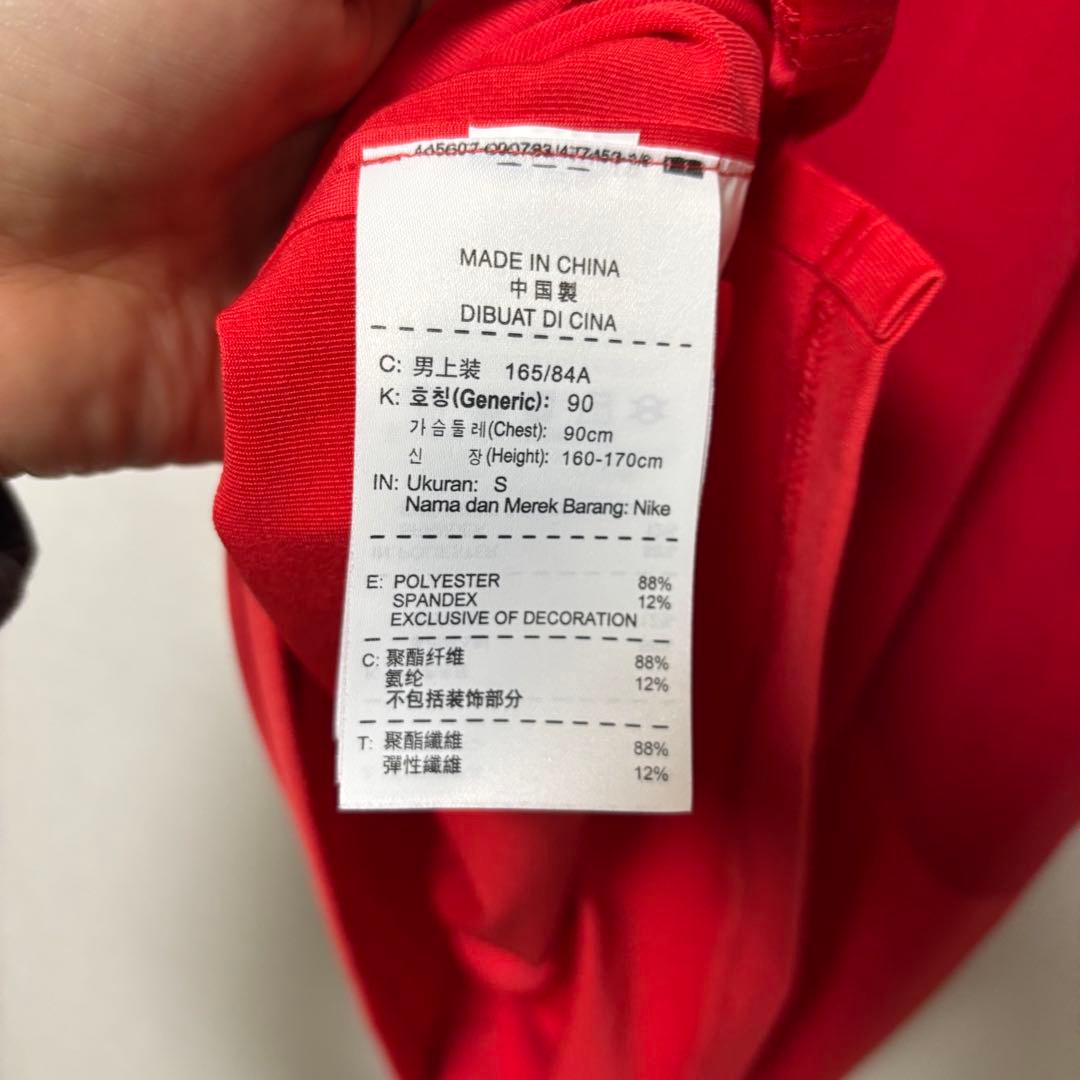 MADE IN CHINA
中国製
DIBUAT DI CINA
C: 男上装 165/84A
K: 호칭(Generic): 90
가슴둘레(Chest): 90cm
신 장(Height): 160-170cm
IN: Ukuran: S
Nama dan Merek Barang: Nike
E: POLYESTER 88%
SPANDEX 12%
EXCLUSIVE OF DECORATION
C: 聚酯纤维 88%
氨纶 12%
不包括装饰部分
T: 聚酯纖維 88%
彈性纖維 12%